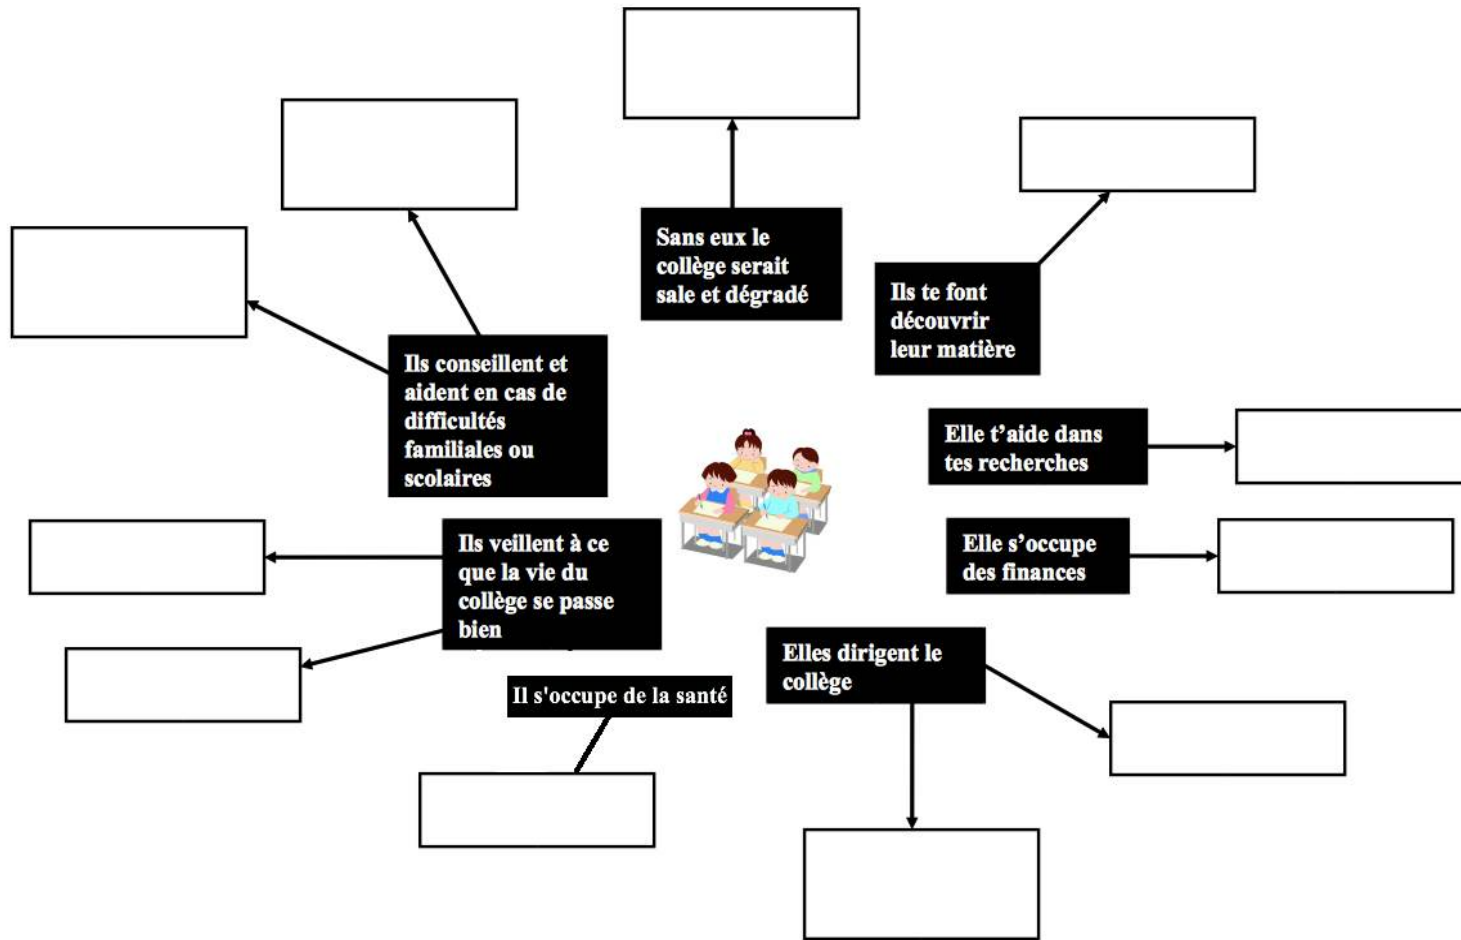 Sans eux le
collège serait
sale et dégradé
Ils te font
découvrir
leur matière
Ils conseillent et
aident en cas de
difficultés
familiales ou
scolaires
Elle t’aide dans
tes recherches
Ils veillent à ce
que la vie du
collège se passe
bien
Elle s’occupe
des finances
Elles dirigent le
collège
Il s'occupe de la santé